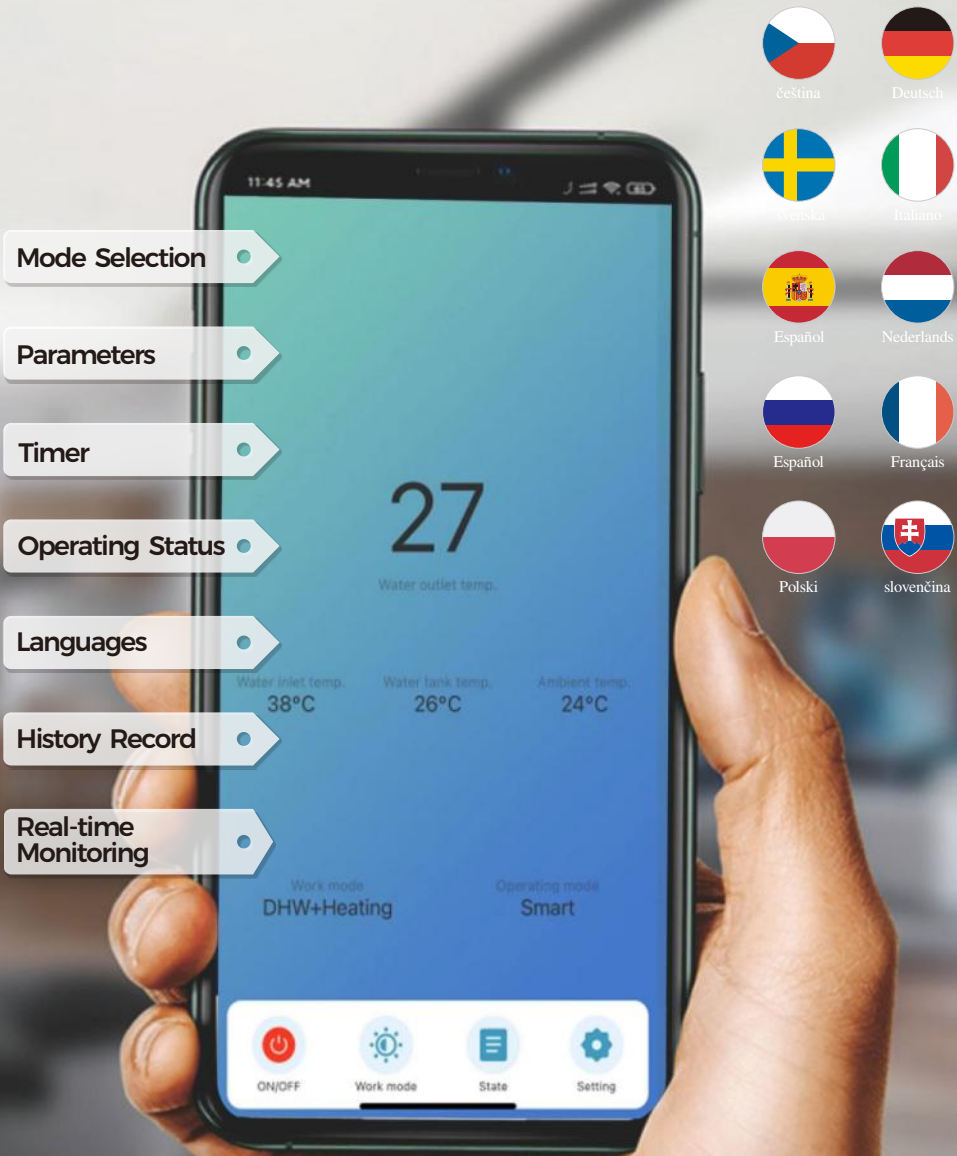 čeština
Deutsch
Italiano
Español
Nederlands
Español
Français
Polski
slovenčina
11:45 AM
Mode Selection
Parameters
Timer
Operating Status
Languages
History Record
Real-time
Monitoring
27
Water outlet temp.
Water inlet temp.
Water tank temp.
Ambient temp.
38°C
26°C
24°C
Work mode
Operating mode
DHW+Heating
Smart
ON/OFF
Work mode
State
Setting